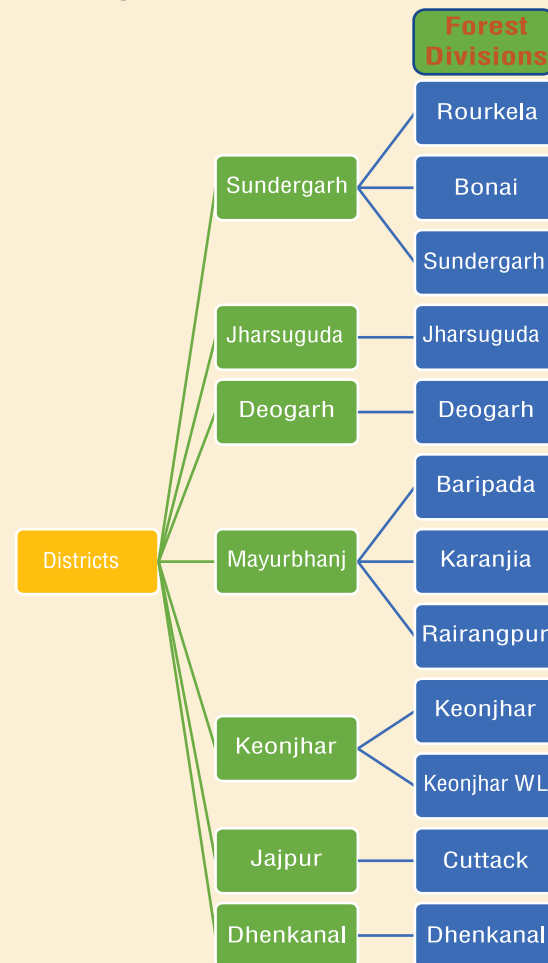 Forest
Divisions
Rourkela
Sundergarh
Bonai
Sundergarh
Jharsuguda
Jharsuguda
Deogarh
Deogarh
Baripada
Districts
Mayurbhanj
Karanjia
Rairangpur
Keonjhar
Keonjhar
Keonjhar WL
Jajpur
Cuttack
Dhenkanal
Dhenkanal